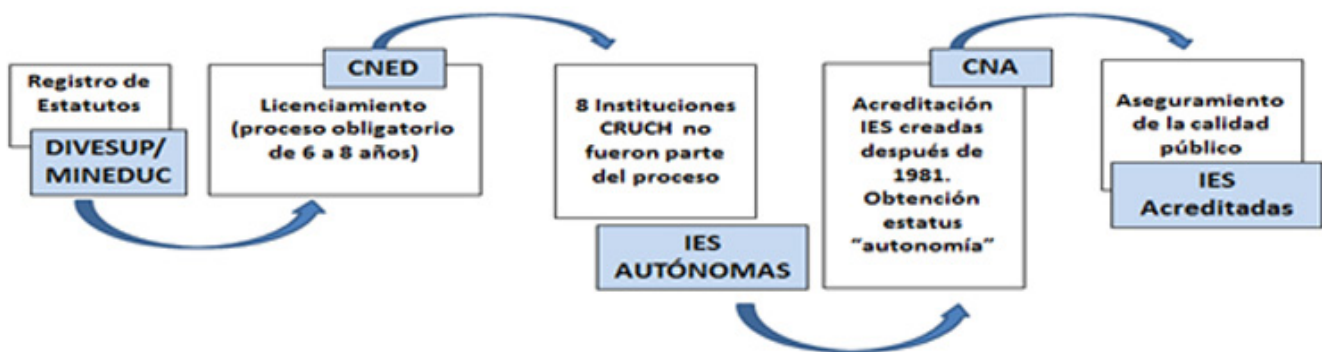 Registro de
Estatutos
DIVESUP/
MINEDUC
CNED
Licenciamiento
(proceso obligatorio
de 6 a 8 años)
8 Instituciones
CRUCH no
fueron parte
del proceso
IES
AUTÓNOMAS
CNA
Acreditación
IES creadas
después de
1981.
Obtención
estatus
“autonomía”
Aseguramiento
de la calidad
público
IES
Acreditadas